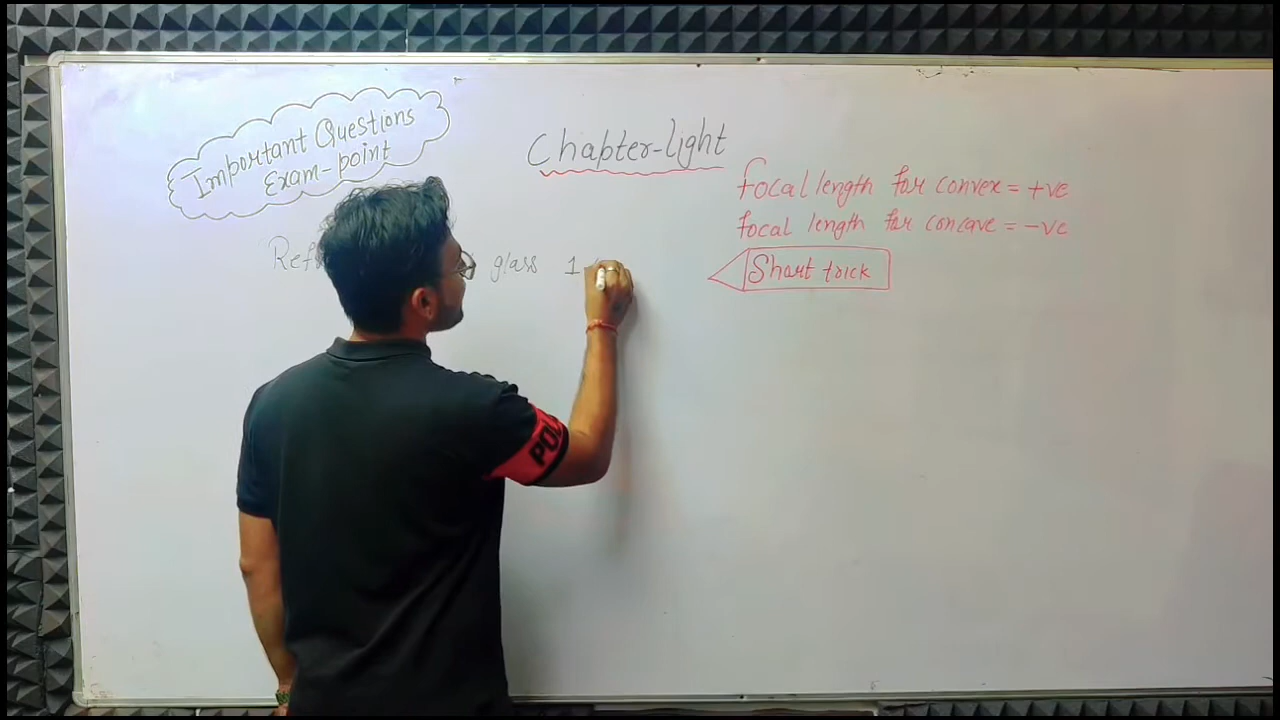 Important Questions
Exam-point
Chapter-light
focal length for convex = +ve
focal length for concave = -ve
Short trick
glass 1